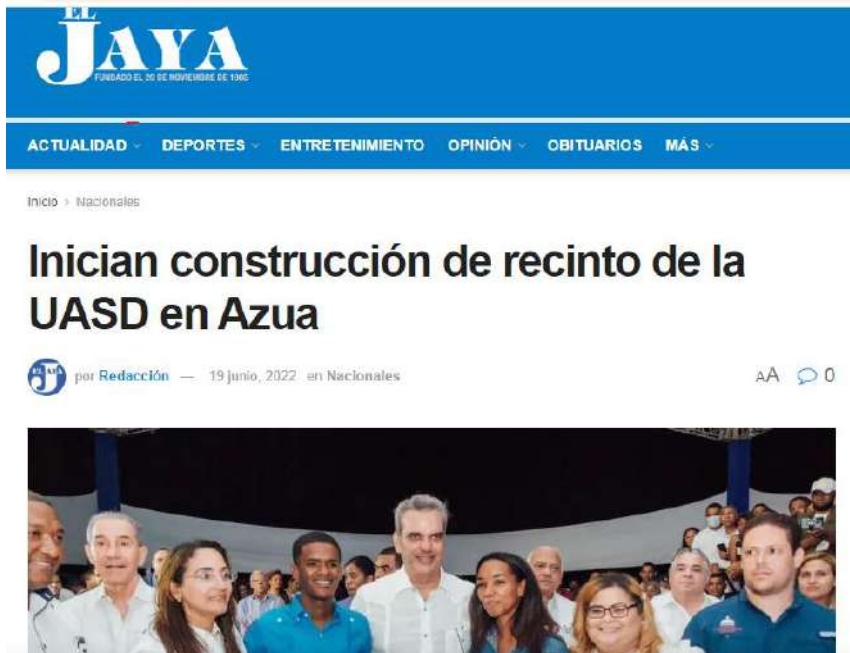 EL
JAYA
FUNDADO EL 20 DE NOVIEMBRE DE 1985
ACTUALIDAD DEPORTES ENTRETENIMIENTO OPINIÓN OBITUARIOS MÁS
Inicio > Nacionales
Inician construcción de recinto de la
UASD en Azua
por Redacción — 19 junio, 2022 en Nacionales AA 0